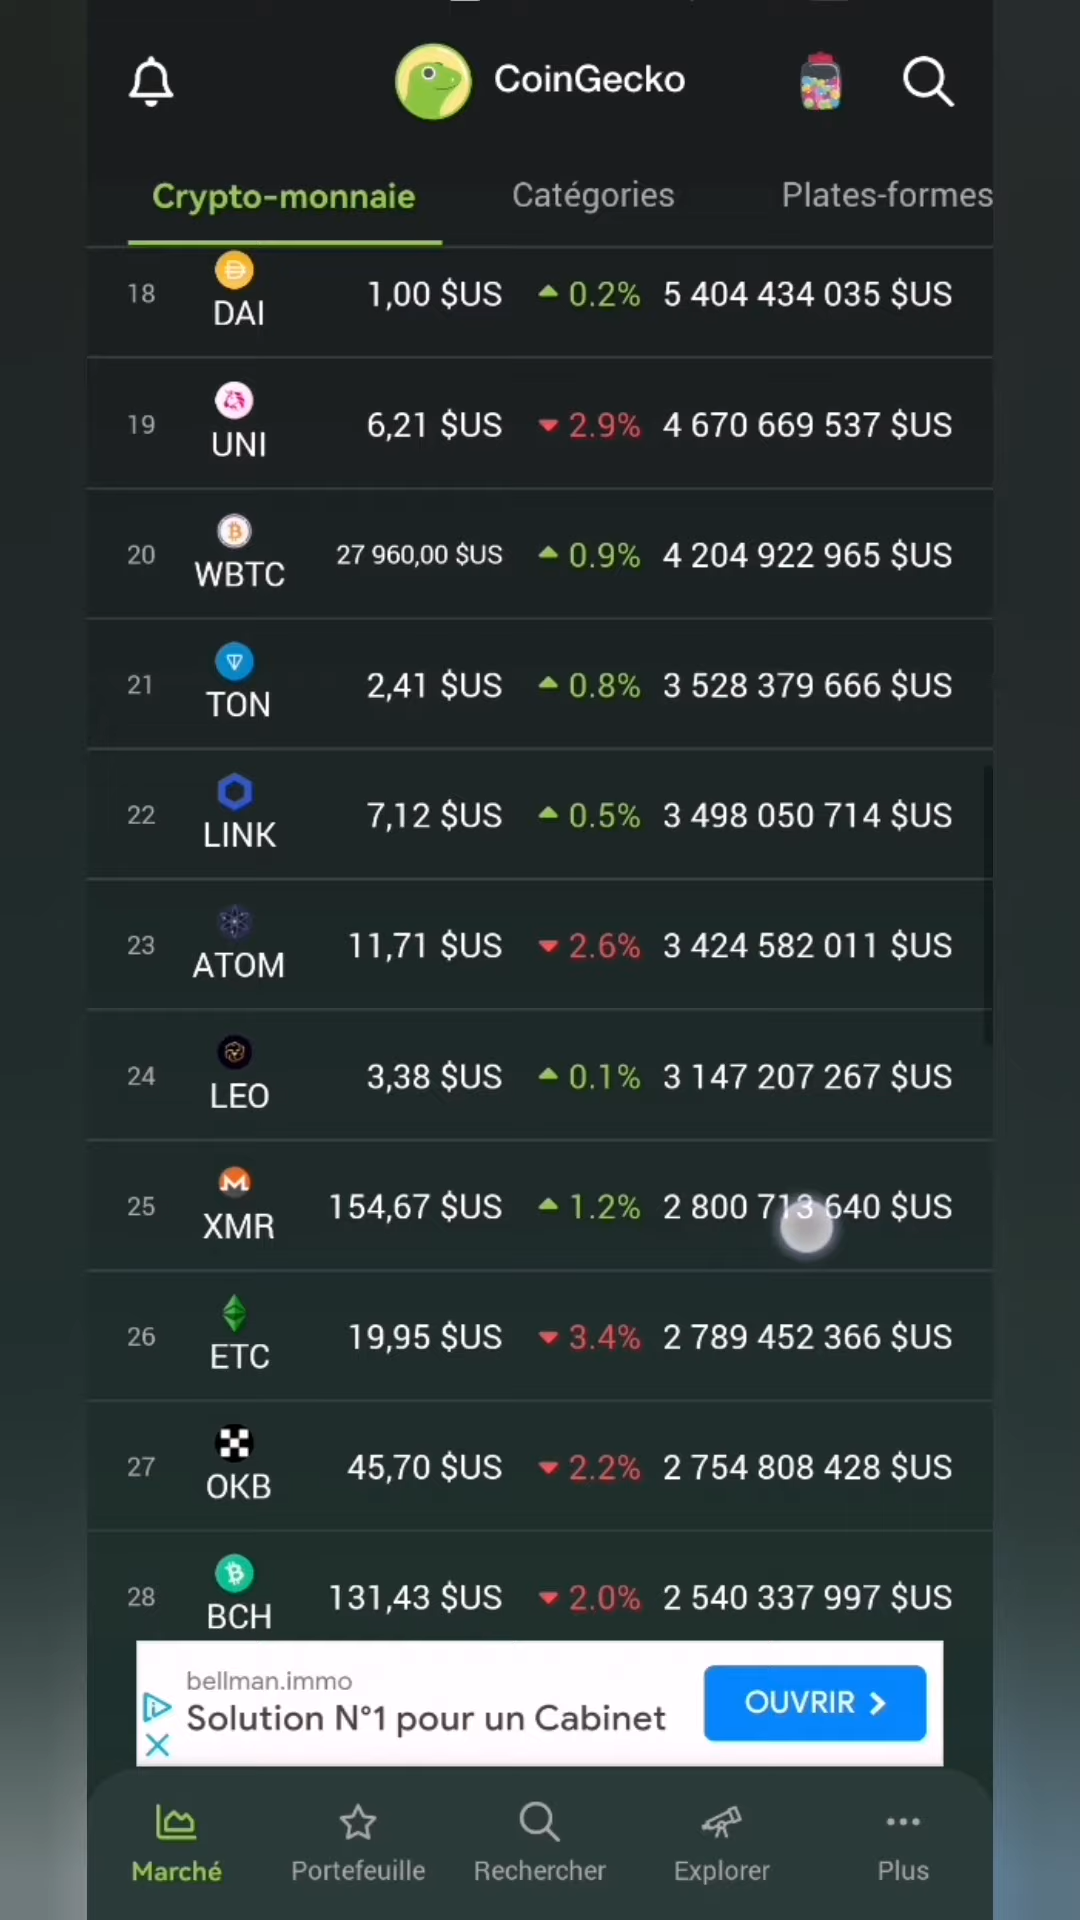 CoinGecko
Crypto-monnaie Catégories Plates-formes
18 DAI 1,00 $US 0.2% 5 404 434 035 $US
19 UNI 6,21 $US 2.9% 4 670 669 537 $US
20 WBTC 27 960,00 $US 0.9% 4 204 922 965 $US
21 TON 2,41 $US 0.8% 3 528 379 666 $US
22 LINK 7,12 $US 0.5% 3 498 050 714 $US
23 ATOM 11,71 $US 2.6% 3 424 582 011 $US
24 LEO 3,38 $US 0.1% 3 147 207 267 $US
25 XMR 154,67 $US 1.2% 2 800 713 640 $US
26 ETC 19,95 $US 3.4% 2 789 452 366 $US
27 OKB 45,70 $US 2.2% 2 754 808 428 $US
28 BCH 131,43 $US 2.0% 2 540 337 997 $US
bellman.immo
Solution N°1 pour un Cabinet
OUVRIR
Marché Portefeuille Rechercher Explorer Plus